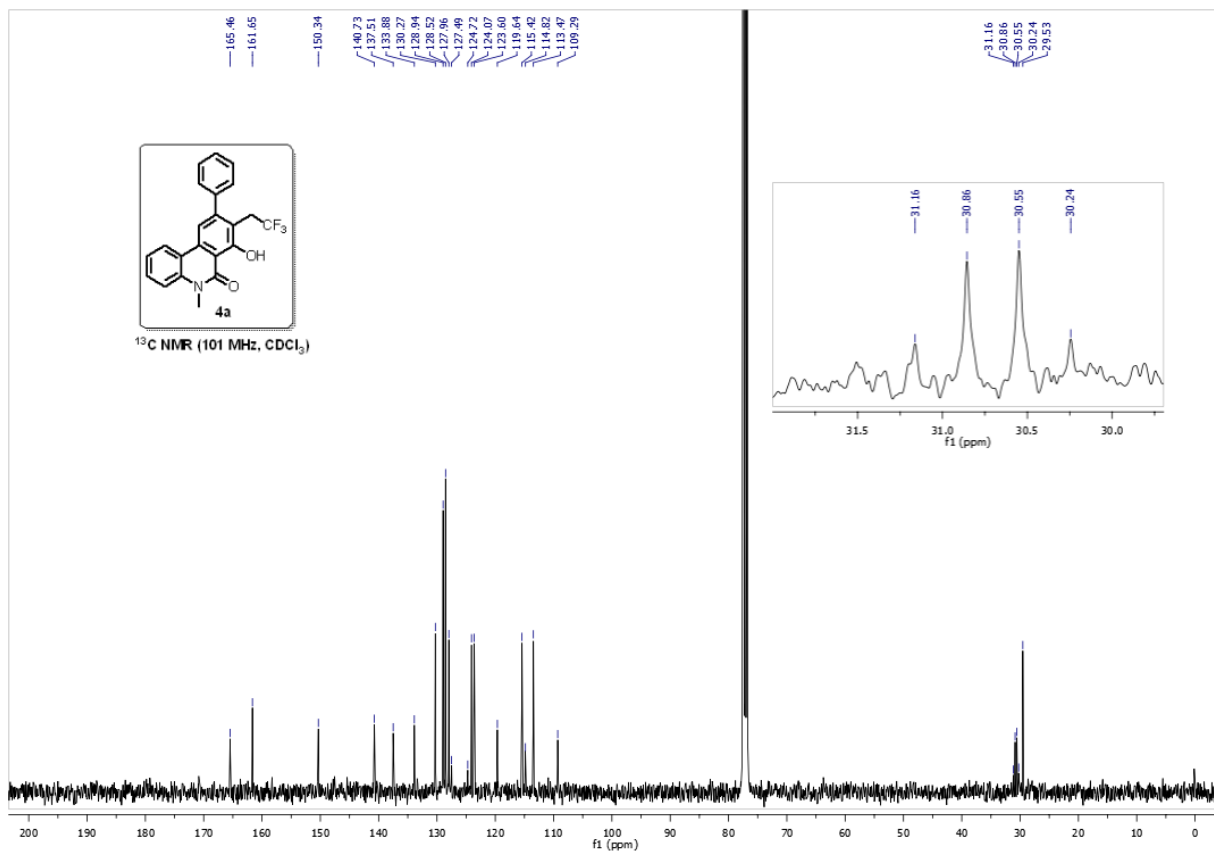 165.46
161.65
150.34
140.73
137.51
133.88
130.27
128.94
128.52
127.96
127.49
124.72
124.07
123.60
119.64
115.42
114.82
113.47
109.29
31.16
30.86
30.55
30.24
29.53
CF₃
OH
N
O
4a
¹³C NMR (101 MHz, CDCl₃)
31.16
30.86
30.55
30.24
31.5 31.0 30.5 30.0
f1 (ppm)
200 190 180 170 160 150 140 130 120 110 100 90 80 70 60 50 40 30 20 10 0
f1 (ppm)